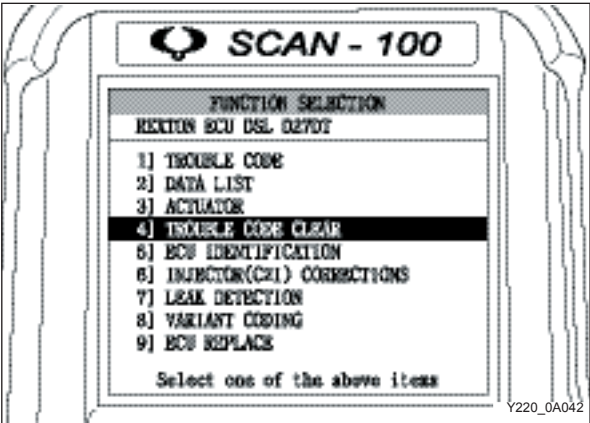 SCAN - 100
FUNCTION SELECTION
REXTON ECU DSL D27DT
1] TROUBLE CODE
2] DATA LIST
3] ACTUATOR
4] TROUBLE CODE CLEAR
5] ECU IDENTIFICATION
6] INJECTOR(C2I) CORRECTIONS
7] LEAK DETECTION
8] VARIANT CODING
9] ECU REPLACE
Select one of the above items
Y220_0A042